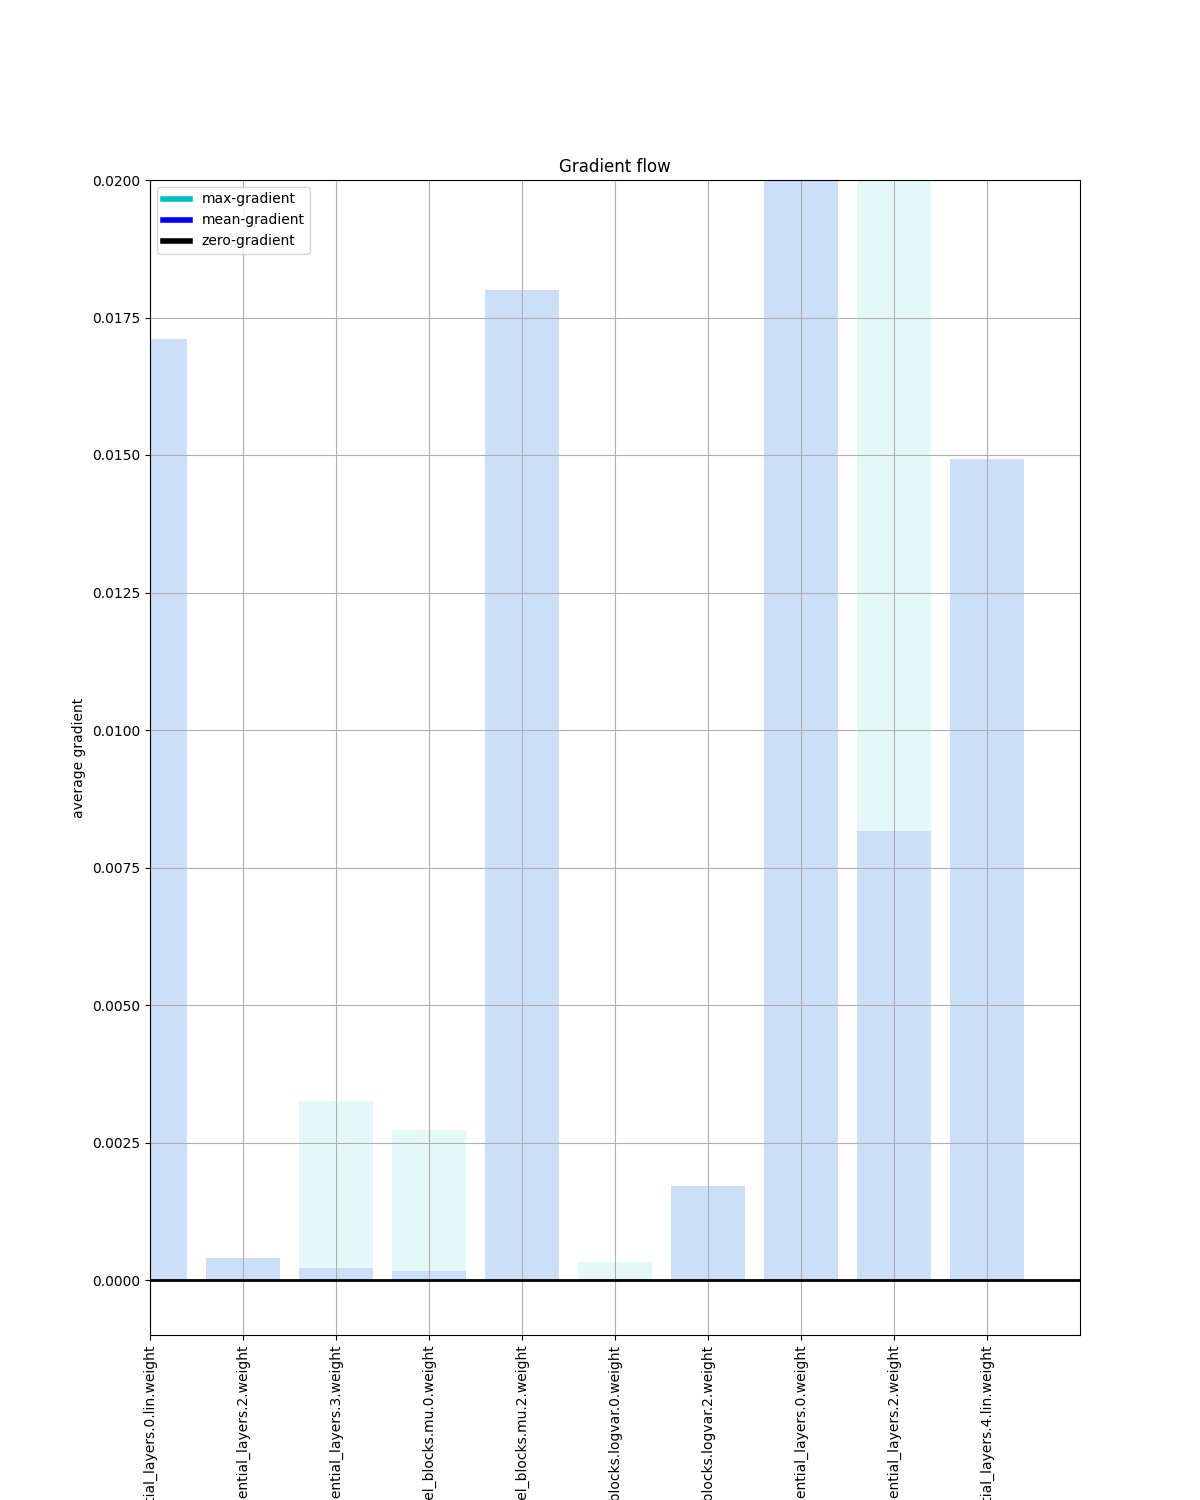 Gradient flow
max-gradient
mean-gradient
zero-gradient
0.0200
0.0175
0.0150
0.0125
0.0100
0.0075
0.0050
0.0025
0.0000
average gradient
tial_layers.0.lin.weight
ential_layers.2.weight
ential_layers.3.weight
el_blocks.mu.0.weight
el_blocks.mu.2.weight
blocks.logvar.0.weight
blocks.logvar.2.weight
ential_layers.0.weight
ential_layers.2.weight
tial_layers.4.lin.weight